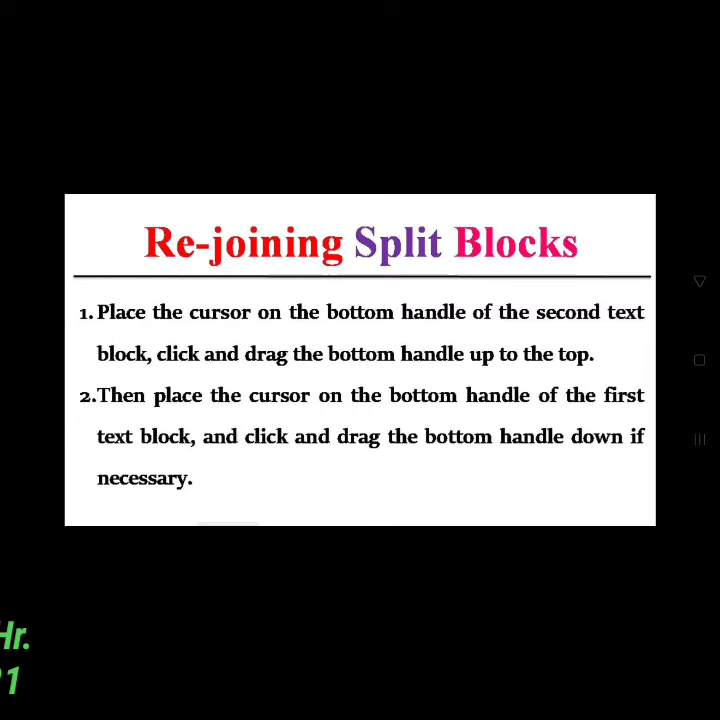 Re-joining Split Blocks
1. Place the cursor on the bottom handle of the second text
block, click and drag the bottom handle up to the top.
2.Then place the cursor on the bottom handle of the first
text block, and click and drag the bottom handle down if
necessary.
Hr.